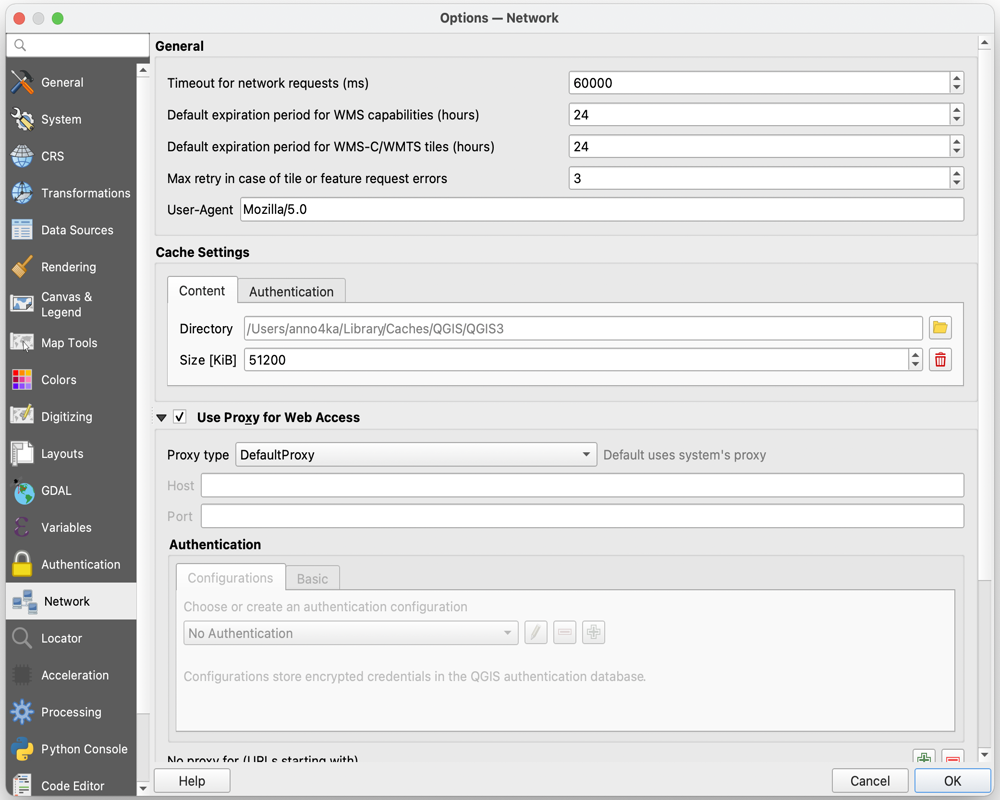 Options — Network
General
System
CRS
Transformations
Data Sources
Rendering
Canvas &
Legend
Map Tools
Colors
Digitizing
Layouts
GDAL
Variables
Authentication
Network
Locator
Acceleration
Processing
Python Console
Code Editor
General
Timeout for network requests (ms) 60000
Default expiration period for WMS capabilities (hours) 24
Default expiration period for WMS-C/WMTS tiles (hours) 24
Max retry in case of tile or feature request errors 3
User-Agent Mozilla/5.0
Cache Settings
Content Authentication
Directory /Users/anno4ka/Library/Caches/QGIS/QGIS3
Size [KiB] 51200
Use Proxy for Web Access
Proxy type DefaultProxy Default uses system's proxy
Host
Port
Authentication
Configurations Basic
Choose or create an authentication configuration
No Authentication
Configurations store encrypted credentials in the QGIS authentication database.
No proxy for (URLs starting with)
Help Cancel OK